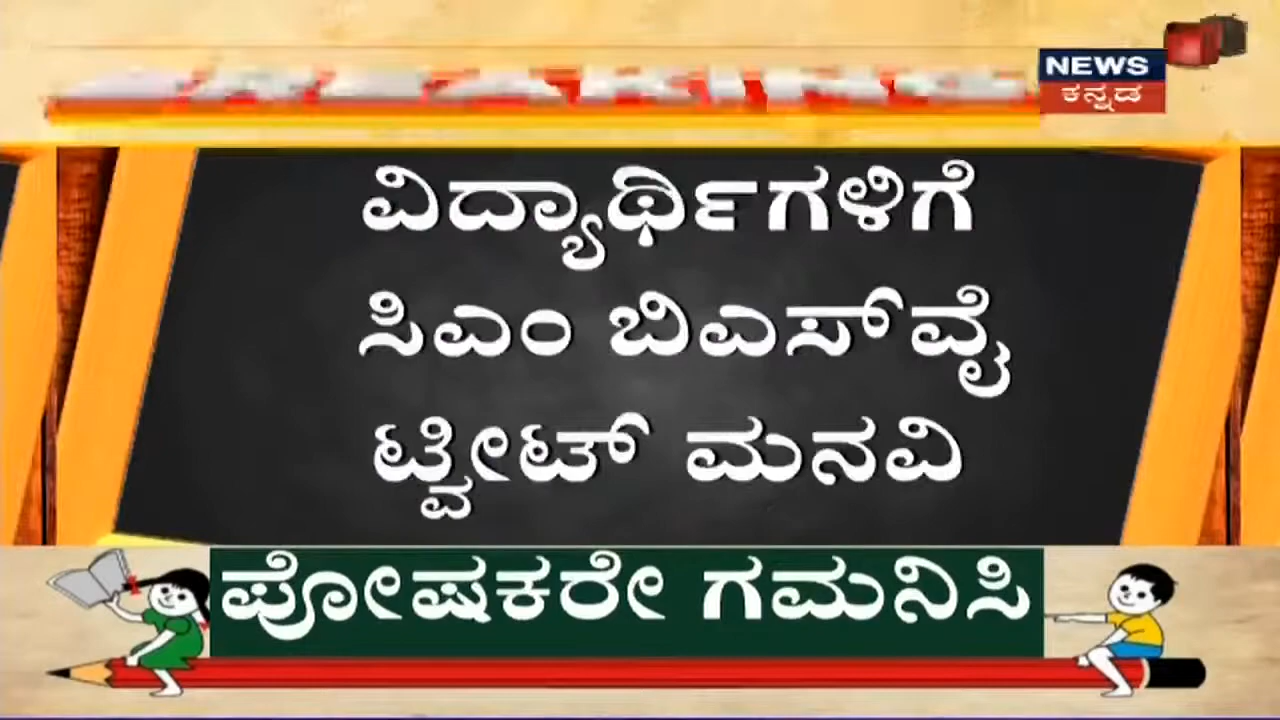 NEWS
ಕನ್ನಡ
ವಿದ್ಯಾರ್ಥಿಗಳಿಗೆ
ಸಿಎಂ ಬಿಎಸ್‌ವೈ
ಟ್ವೀಟ್ ಮನವಿ
ಪೋಷಕರೇ ಗಮನಿಸಿ